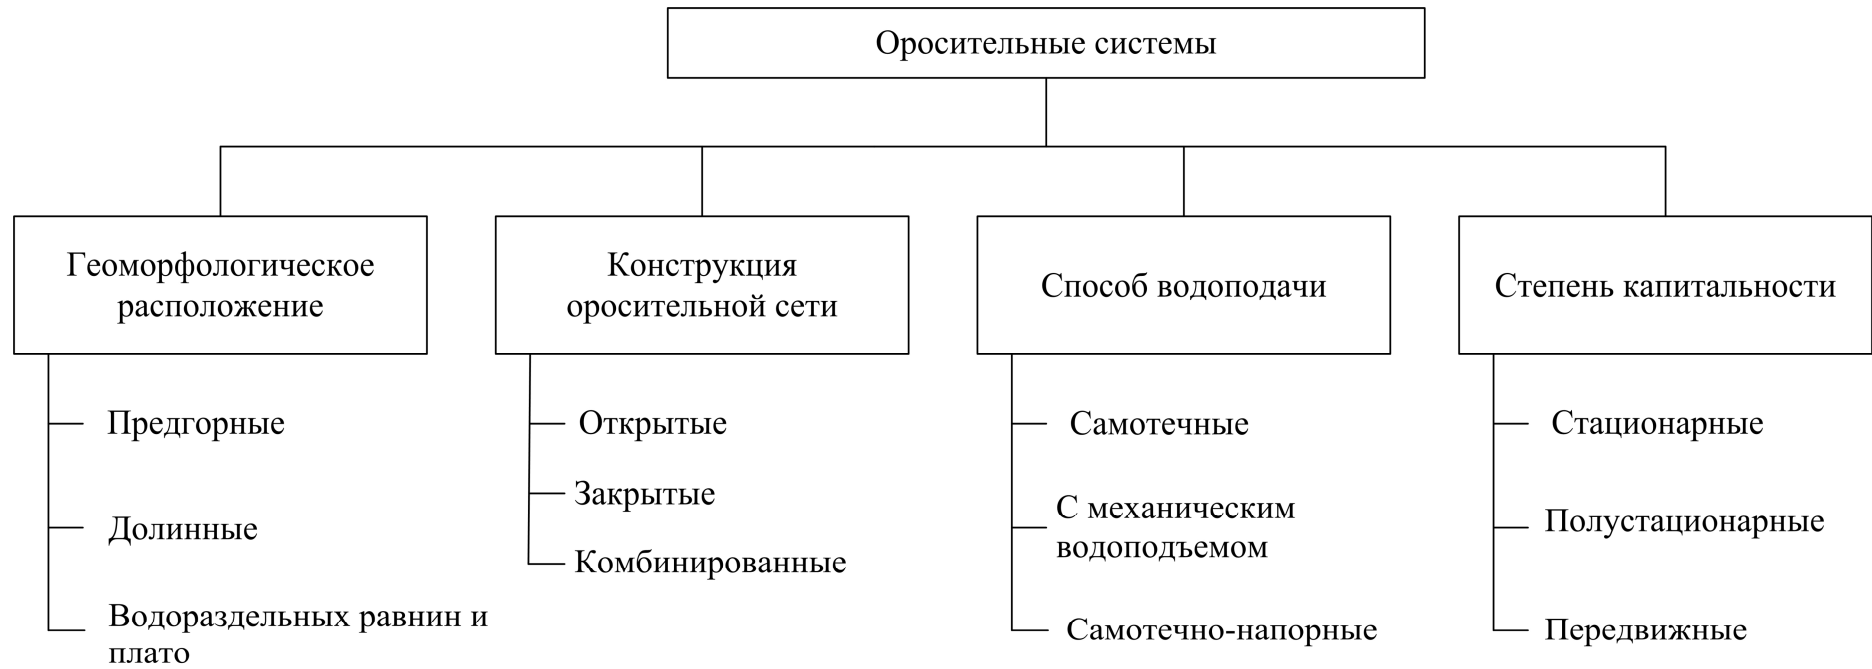 Оросительные системы
Геоморфологическое
расположение
Конструкция
оросительной сети
Способ водоподачи
Степень капитальности
Предгорные
Долинные
Водораздельных равнин и
плато
Открытые
Закрытые
Комбинированные
Самотечные
С механическим
водоподъемом
Самотечно-напорные
Стационарные
Полустационарные
Передвижные